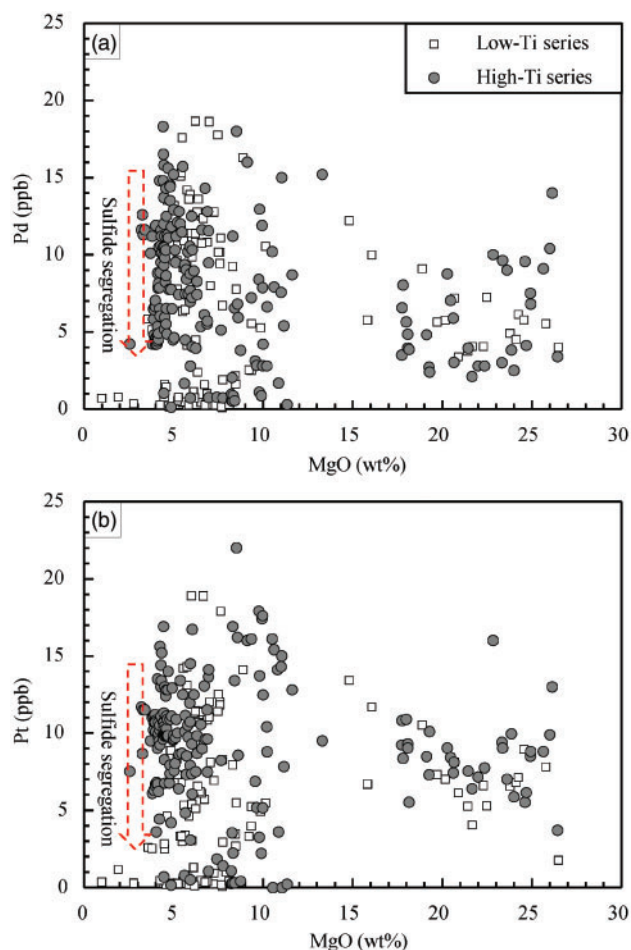 (a)
Low-Ti series
High-Ti series
25
20
15
10
5
0
Pd (ppb)
Sulfide segregation
0 5 10 15 20 25 30
MgO (wt%)
(b)
25
20
15
10
5
0
Pt (ppb)
Sulfide segregation
0 5 10 15 20 25 30
MgO (wt%)